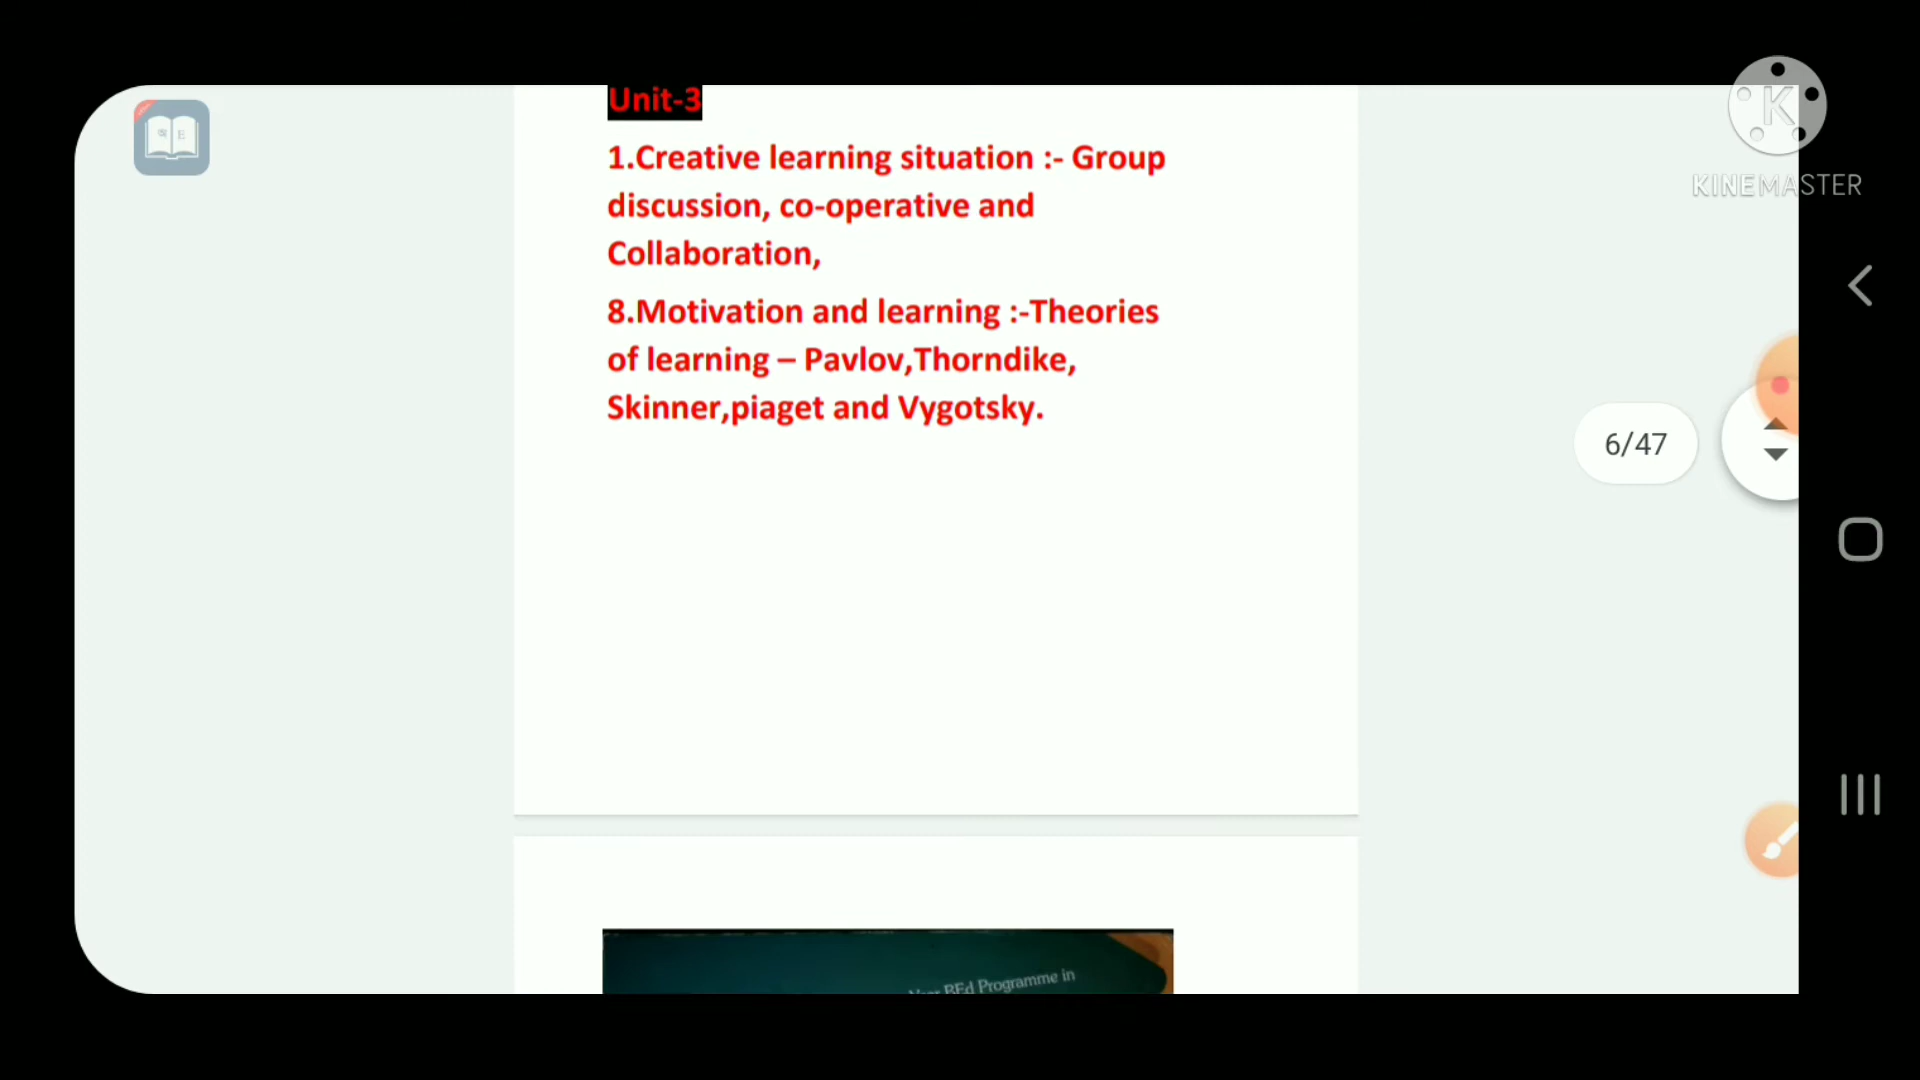 Unit-3
1.Creative learning situation :- Group
discussion, co-operative and
Collaboration,
8.Motivation and learning :-Theories
of learning – Pavlov,Thorndike,
Skinner,piaget and Vygotsky.
K
KINEMASTER
6/47
BEd Programme in